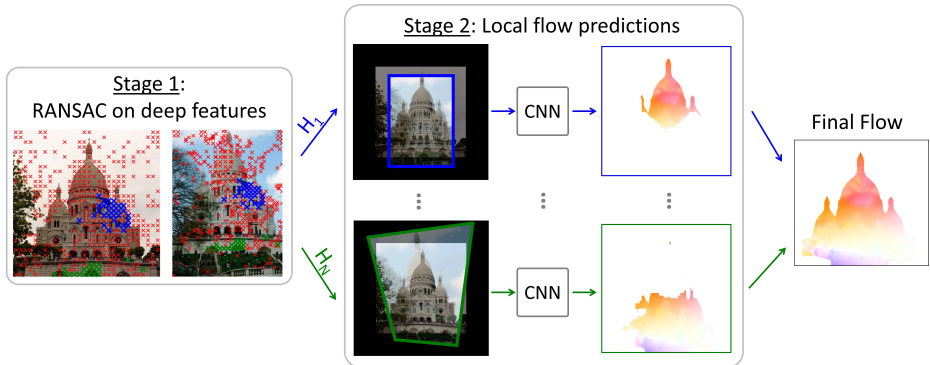 Stage 1:
RANSAC on deep features
H1
HN
Stage 2: Local flow predictions
CNN
CNN
Final Flow